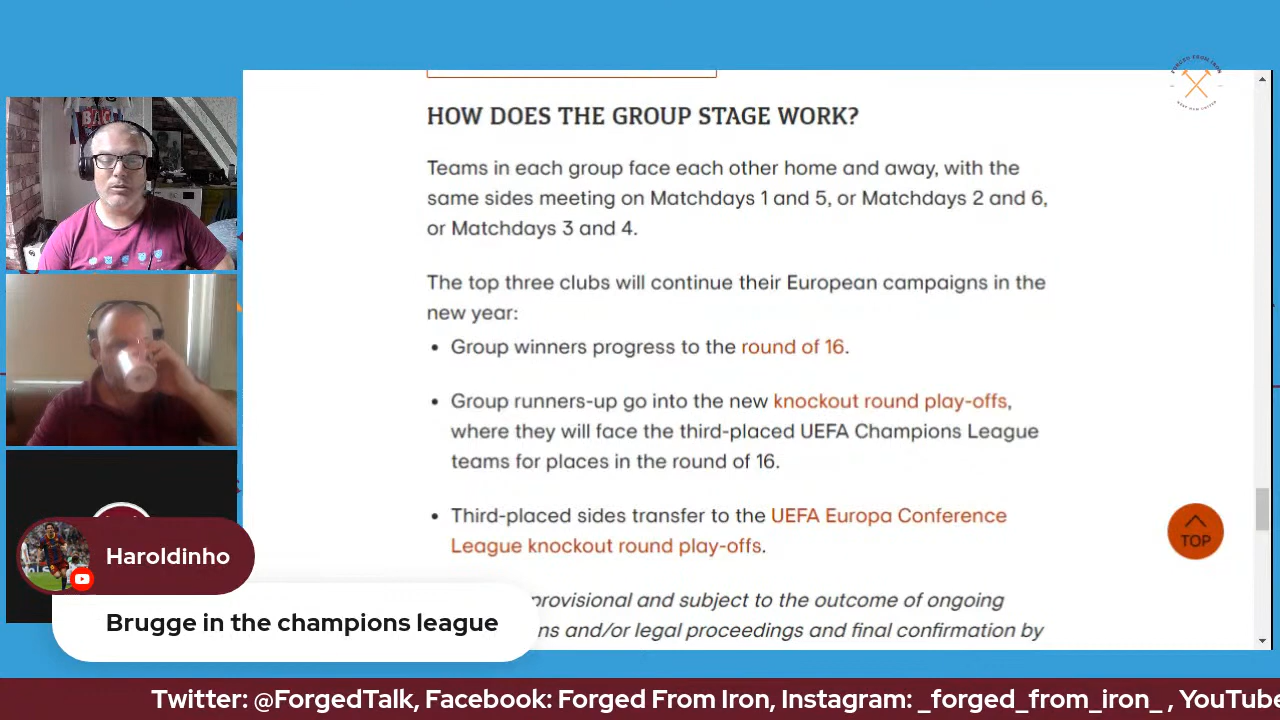 FORGED FROM IRON
HOW DOES THE GROUP STAGE WORK?
Teams in each group face each other home and away, with the
same sides meeting on Matchdays 1 and 5, or Matchdays 2 and 6,
or Matchdays 3 and 4.
The top three clubs will continue their European campaigns in the
new year:
• Group winners progress to the round of 16.
• Group runners-up go into the new knockout round play-offs,
where they will face the third-placed UEFA Champions League
teams for places in the round of 16.
• Third-placed sides transfer to the UEFA Europa Conference
League knockout round play-offs.
provisional and subject to the outcome of ongoing
ns and/or legal proceedings and final confirmation by
TOP
Haroldinho
Brugge in the champions league
Twitter: @ForgedTalk, Facebook: Forged From Iron, Instagram: _forged_from_iron_ , YouTube